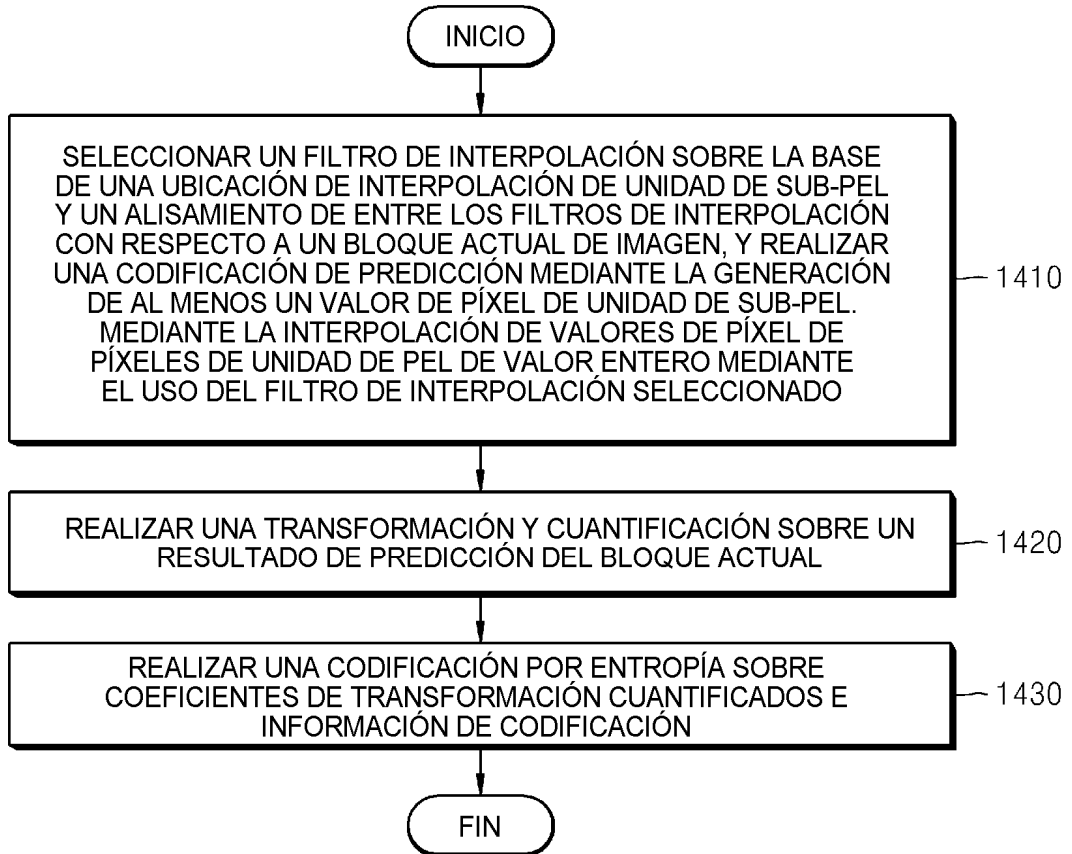 INICIO
SELECCIONAR UN FILTRO DE INTERPOLACIÓN SOBRE LA BASE
DE UNA UBICACIÓN DE INTERPOLACIÓN DE UNIDAD DE SUB-PEL
Y UN ALISAMIENTO DE ENTRE LOS FILTROS DE INTERPOLACIÓN
CON RESPECTO A UN BLOQUE ACTUAL DE IMAGEN, Y REALIZAR
UNA CODIFICACIÓN DE PREDICCIÓN MEDIANTE LA GENERACIÓN
DE AL MENOS UN VALOR DE PÍXEL DE UNIDAD DE SUB-PEL.
MEDIANTE LA INTERPOLACIÓN DE VALORES DE PÍXEL DE
PÍXELES DE UNIDAD DE PEL DE VALOR ENTERO MEDIANTE
EL USO DEL FILTRO DE INTERPOLACIÓN SELECCIONADO
1410
REALIZAR UNA TRANSFORMACIÓN Y CUANTIFICACIÓN SOBRE UN
RESULTADO DE PREDICCIÓN DEL BLOQUE ACTUAL
1420
REALIZAR UNA CODIFICACIÓN POR ENTROPÍA SOBRE
COEFICIENTES DE TRANSFORMACIÓN CUANTIFICADOS E
INFORMACIÓN DE CODIFICACIÓN
1430
FIN